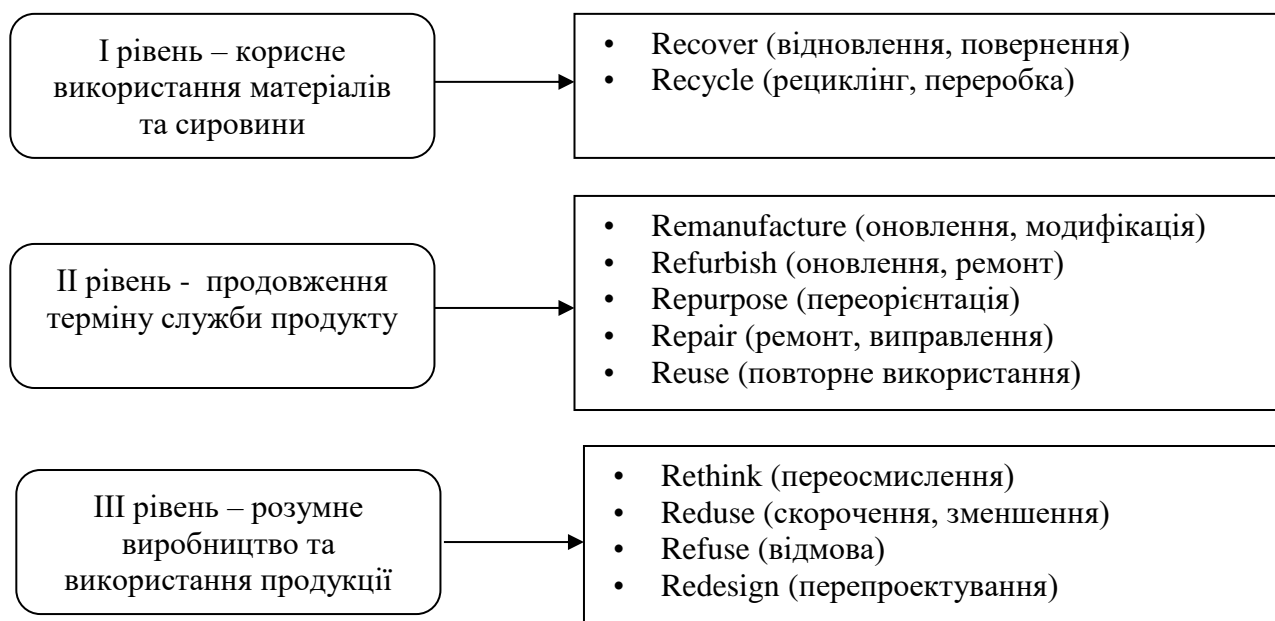 І рівень – корисне
використання матеріалів
та сировини
• Recover (відновлення, повернення)
• Recycle (рециклінг, переробка)
ІІ рівень - продовження
терміну служби продукту
• Remanufacture (оновлення, модифікація)
• Refurbish (оновлення, ремонт)
• Repurpose (переорієнтація)
• Repair (ремонт, виправлення)
• Reuse (повторне використання)
ІІІ рівень – розумне
виробництво та
використання продукції
• Rethink (переосмислення)
• Reduse (скорочення, зменшення)
• Refuse (відмова)
• Redesign (перепроектування)